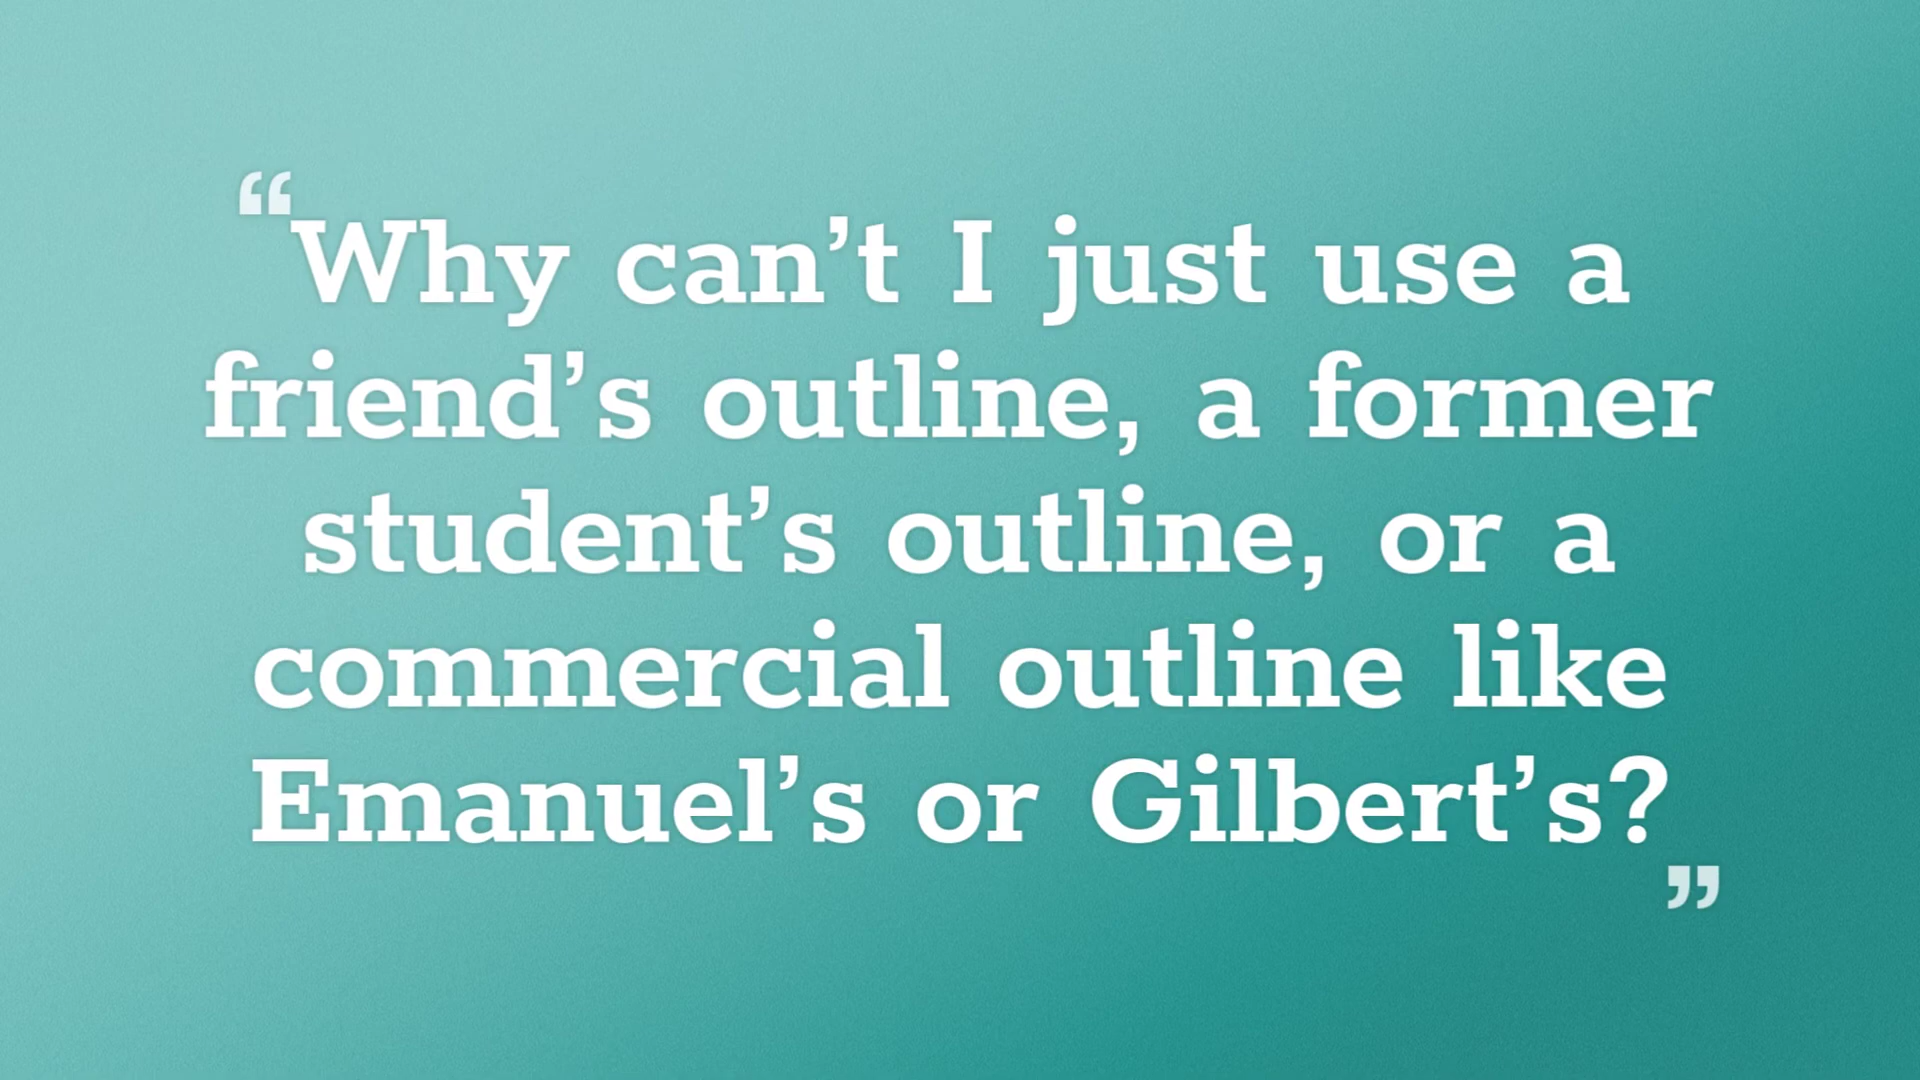 “Why can’t I just use a
friend’s outline, a former
student’s outline, or a
commercial outline like
Emanuel’s or Gilbert’s?”